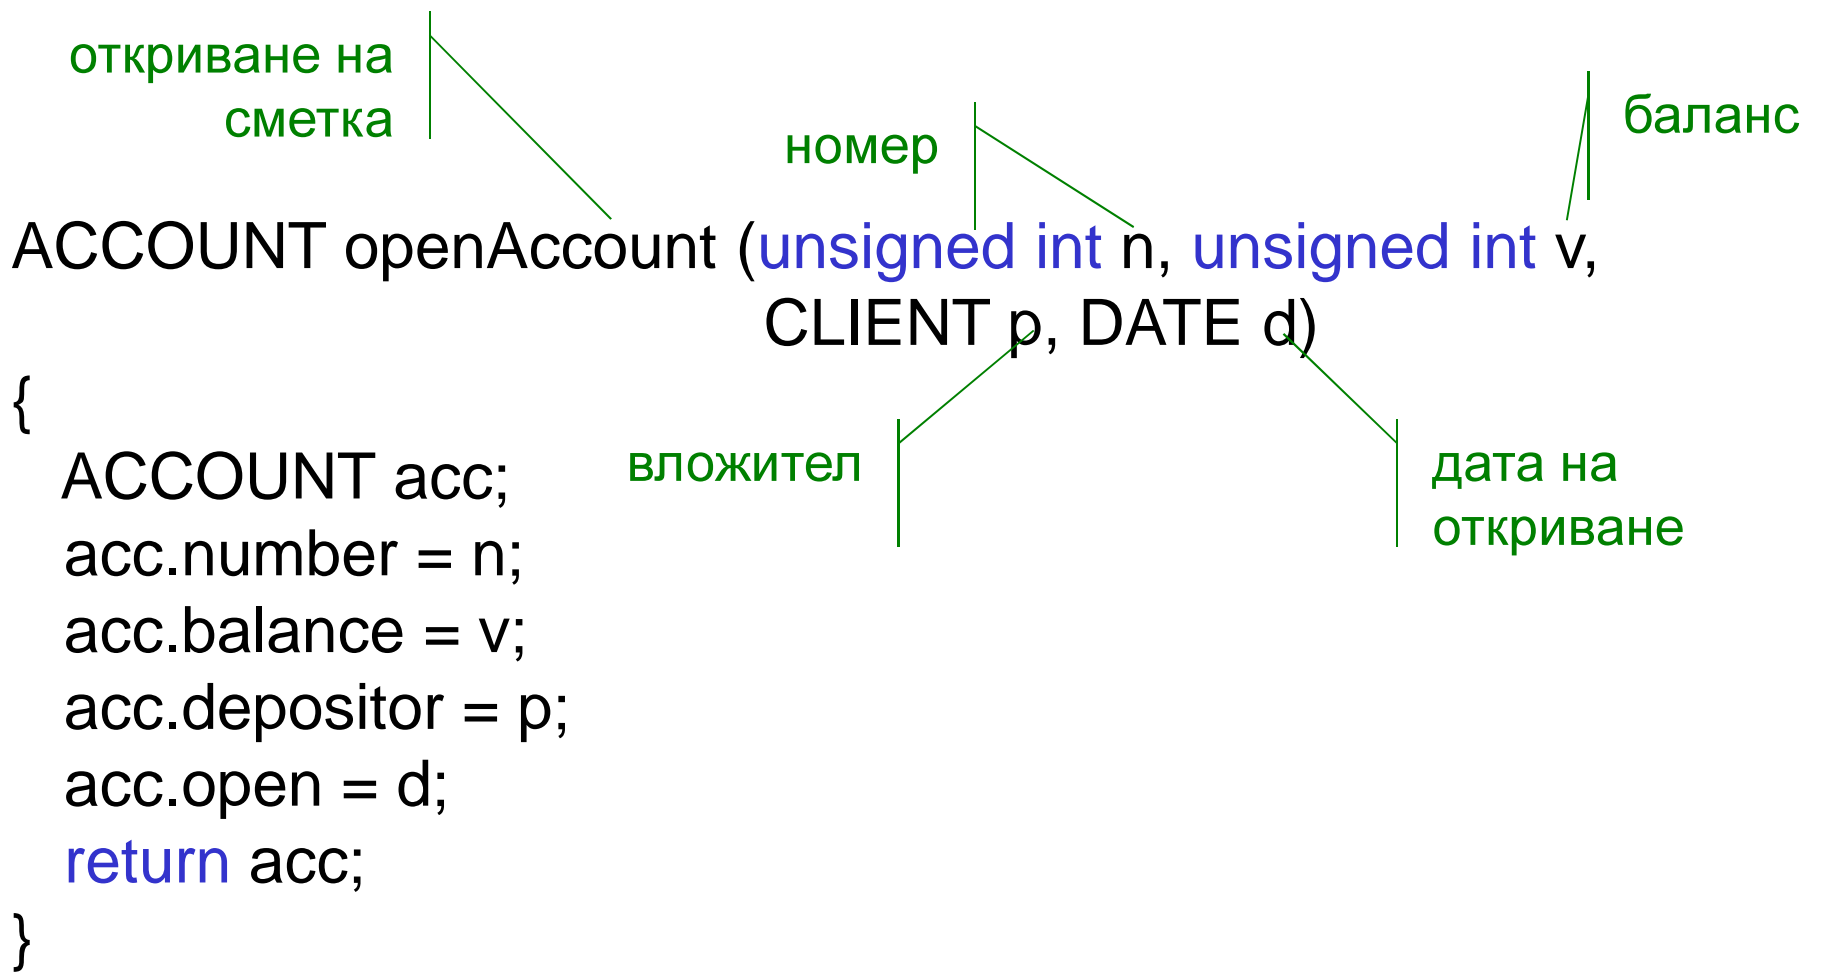 откриване на
сметка
номер
баланс
ACCOUNT openAccount (unsigned int n, unsigned int v,
CLIENT p, DATE d)
{
ACCOUNT acc;
вложител
дата на
откриване
acc.number = n;
acc.balance = v;
acc.depositor = p;
acc.open = d;
return acc;
}